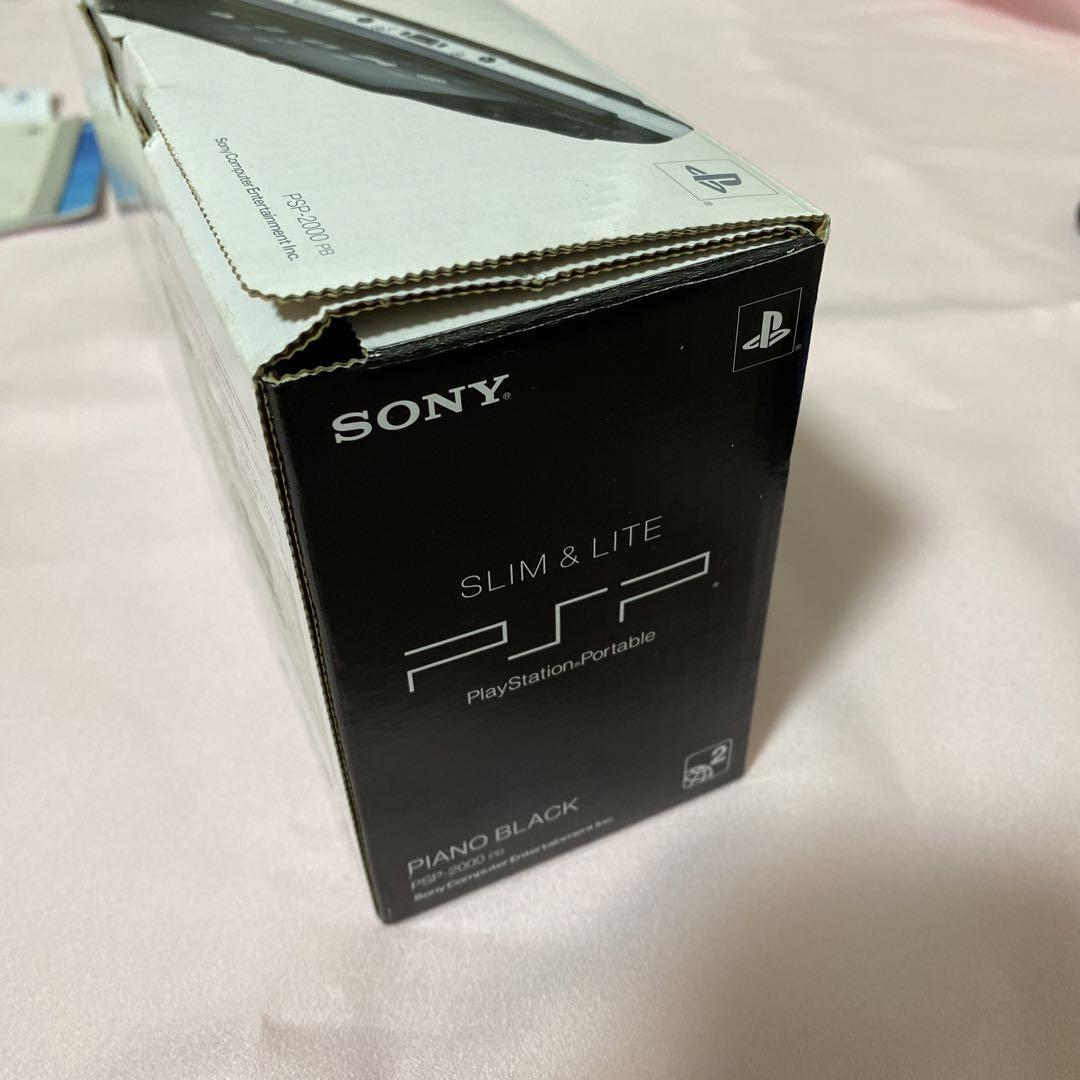 PSP-2000 PB
Sony Computer Entertainment Inc.
SONY®
SLIM & LITE
PSP®
PlayStation®Portable
2
PIANO BLACK
PSP-2000 PB
Sony Computer Entertainment Inc.